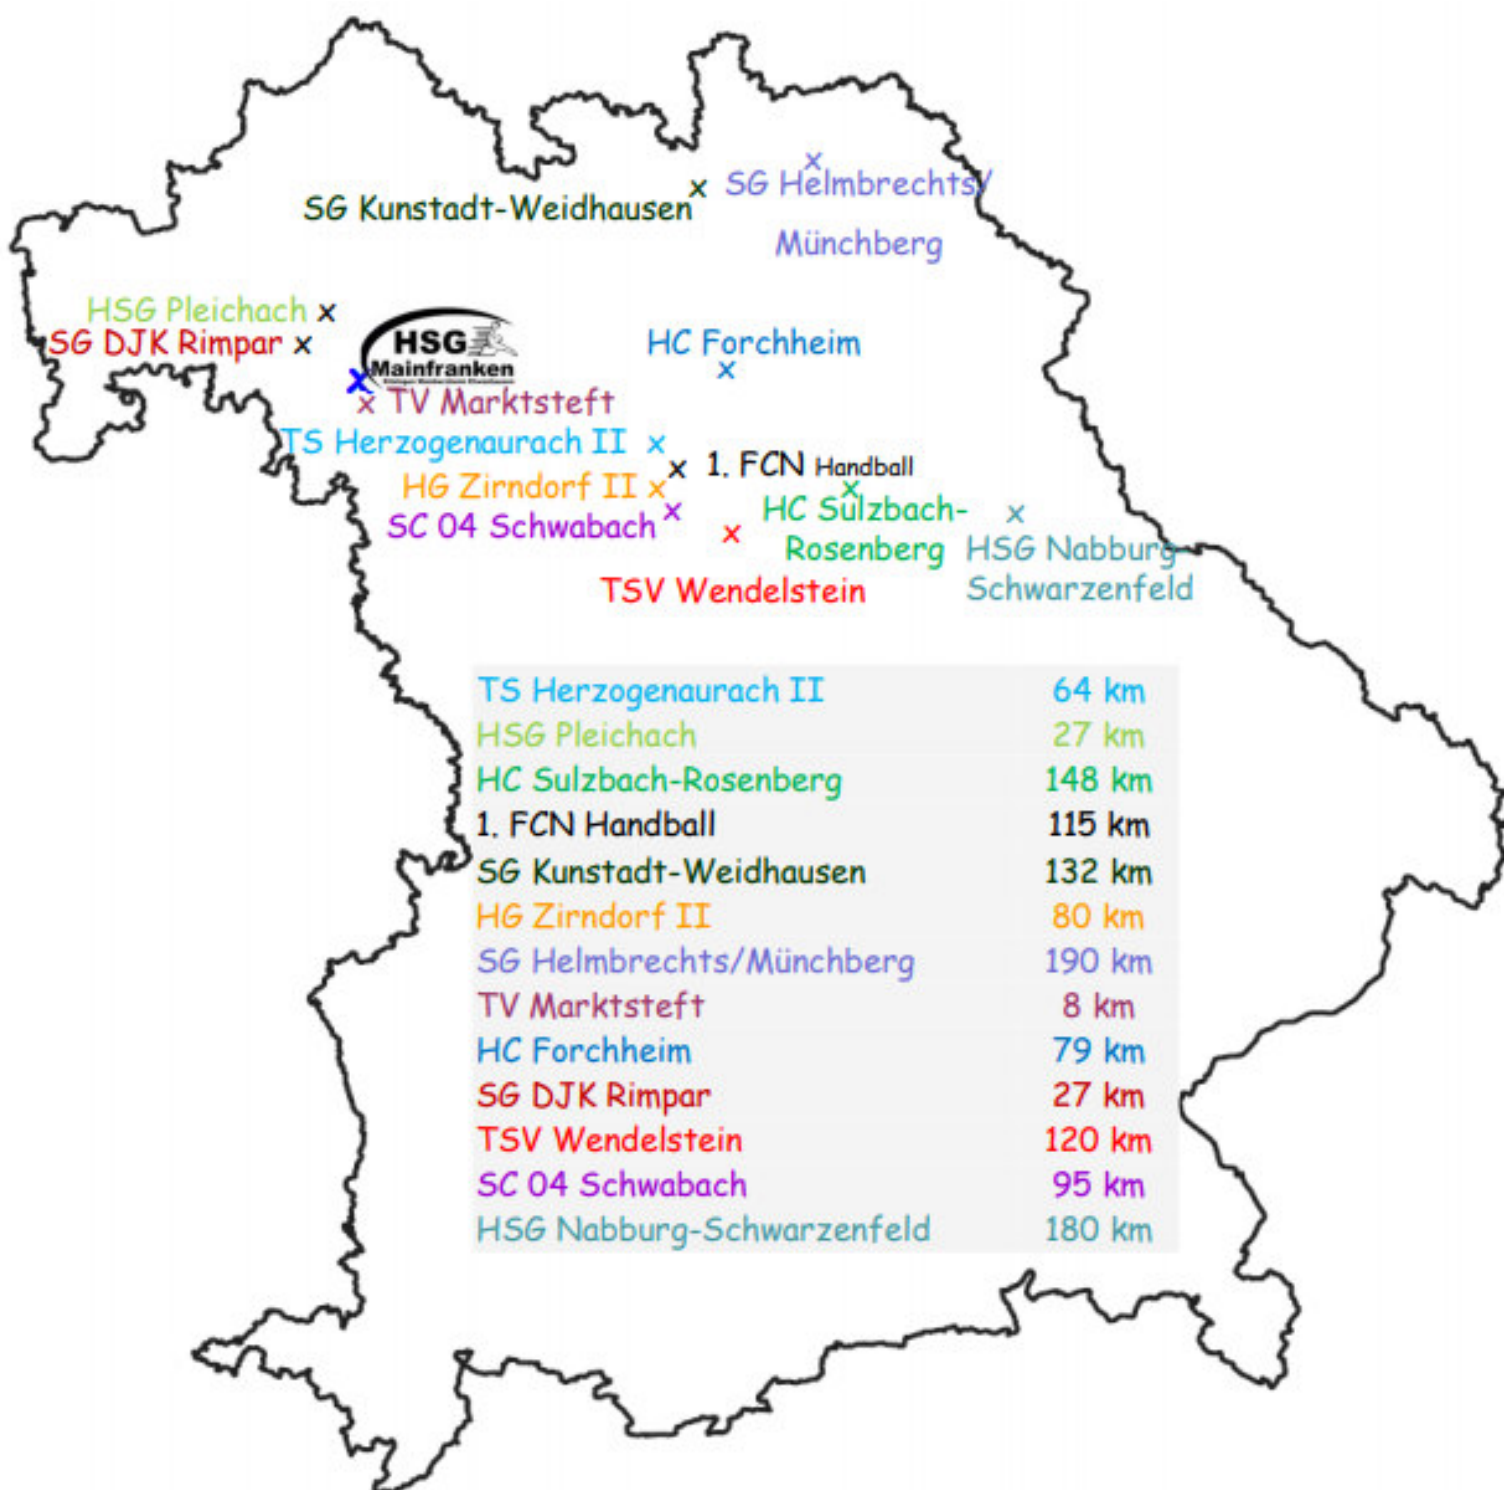 SG Helmbrechts/
Münchberg
SG Kunstadt-Weidhausen
HSG Pleichach
SG DJK Rimpar
HSG
Mainfranken
HC Forchheim
TV Marktsteft
TS Herzogenaurach II
1. FCN Handball
HG Zirndorf II
SC 04 Schwabach
HC Sulzbach-
Rosenberg
HSG Nabburg-
Schwarzenfeld
TSV Wendelstein
TS Herzogenaurach II 64 km
HSG Pleichach 27 km
HC Sulzbach-Rosenberg 148 km
1. FCN Handball 115 km
SG Kunstadt-Weidhausen 132 km
HG Zirndorf II 80 km
SG Helmbrechts/Münchberg 190 km
TV Marktsteft 8 km
HC Forchheim 79 km
SG DJK Rimpar 27 km
TSV Wendelstein 120 km
SC 04 Schwabach 95 km
HSG Nabburg-Schwarzenfeld 180 km